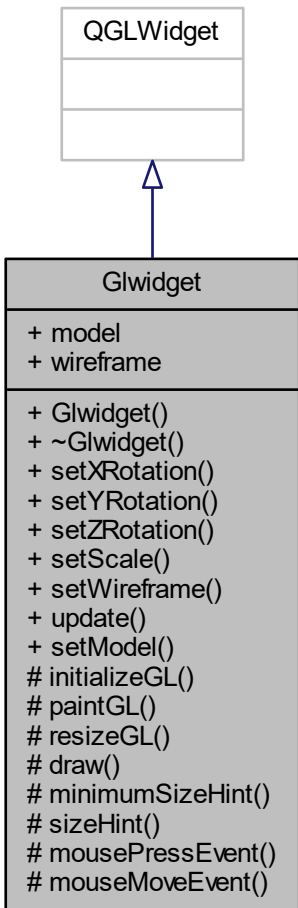 QGLWidget
Glwidget
+ model
+ wireframe
+ Glwidget()
+ ~Glwidget()
+ setXRotation()
+ setYRotation()
+ setZRotation()
+ setScale()
+ setWireframe()
+ update()
+ setModel()
# initializeGL()
# paintGL()
# resizeGL()
# draw()
# minimumSizeHint()
# sizeHint()
# mousePressEvent()
# mouseMoveEvent()